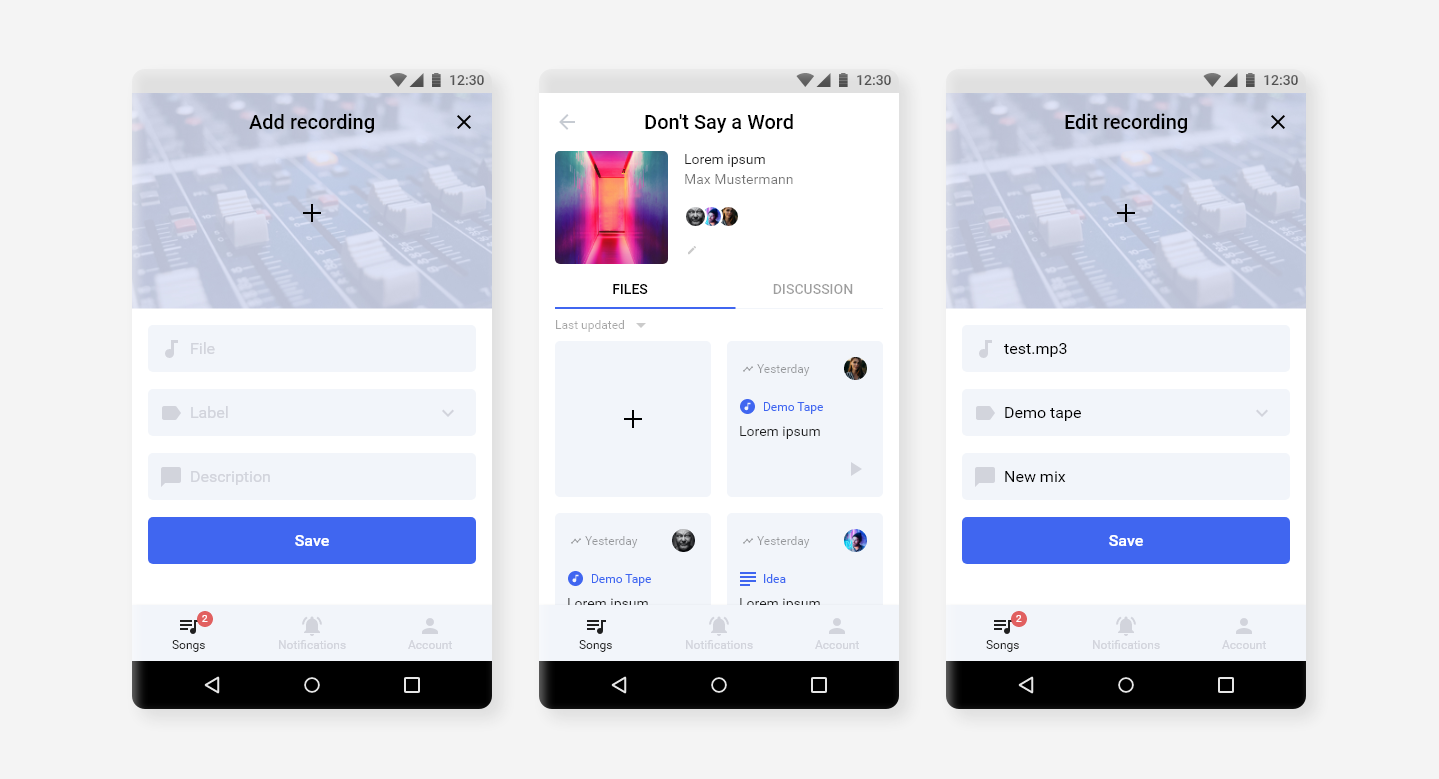 12:30
Add recording
File
Label
Description
Save
2
Songs
Notifications
Account
12:30
Don't Say a Word
Lorem ipsum
Max Mustermann
FILES
DISCUSSION
Last updated
Yesterday
Demo Tape
Lorem ipsum
Yesterday
Demo Tape
Lorem ipsum
Yesterday
Idea
Lorem ipsum
Songs
Notifications
Account
12:30
Edit recording
test.mp3
Demo tape
New mix
Save
2
Songs
Notifications
Account